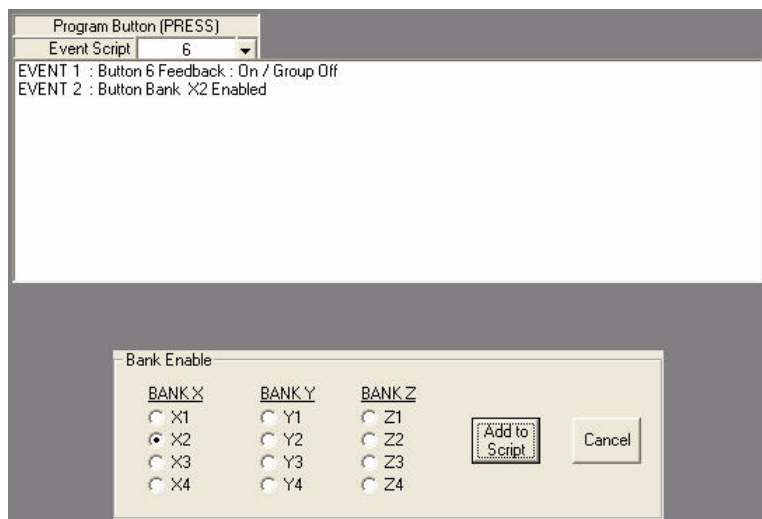 Program Button (PRESS)
Event Script 6
EVENT 1 : Button 6 Feedback : On / Group Off
EVENT 2 : Button Bank X2 Enabled
Bank Enable
BANK X BANK Y BANK Z
X1 Y1 Z1
X2 Y2 Z2
X3 Y3 Z3
X4 Y4 Z4
Add to
Script
Cancel